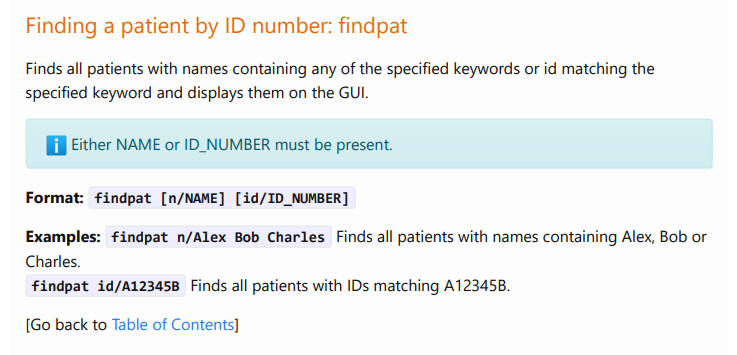 Finding a patient by ID number: findpat
Finds all patients with names containing any of the specified keywords or id matching the
specified keyword and displays them on the GUI.
i Either NAME or ID_NUMBER must be present.
Format: findpat [n/NAME] [id/ID_NUMBER]
Examples: findpat n/Alex Bob Charles Finds all patients with names containing Alex, Bob or
Charles.
findpat id/A12345B Finds all patients with IDs matching A12345B.
[Go back to Table of Contents]